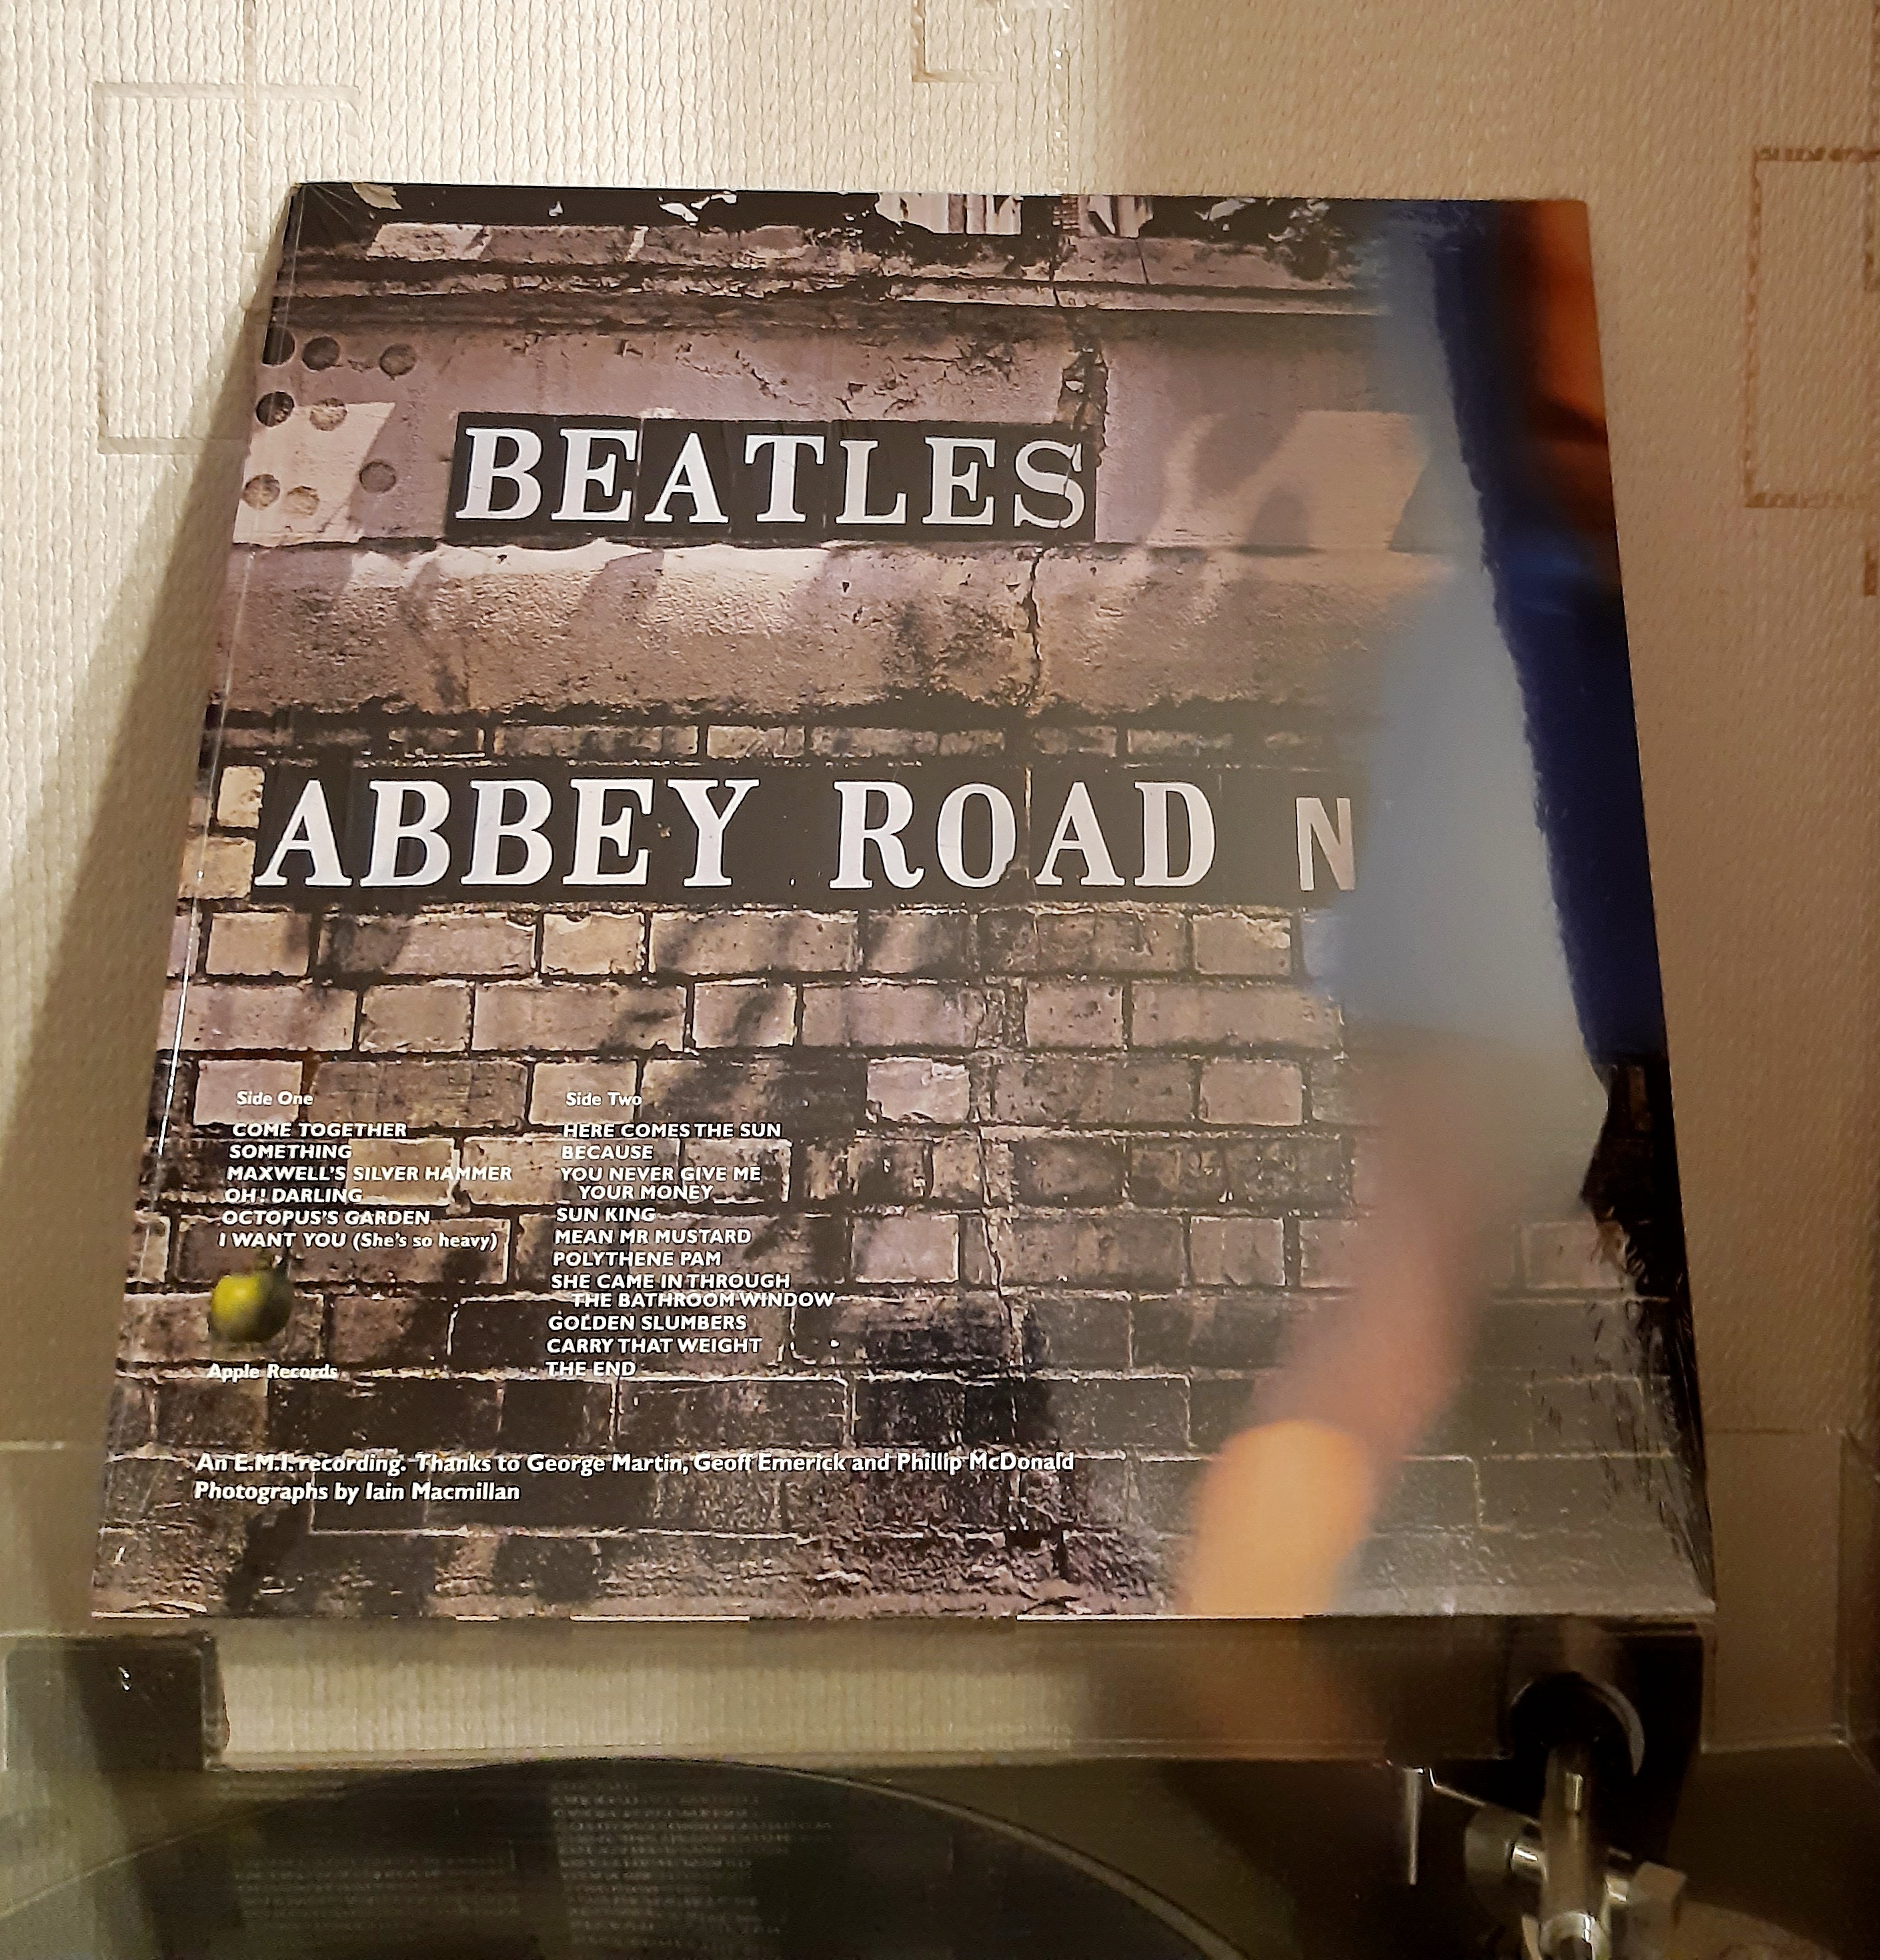 BEATLES
ABBEY ROAD N
Side One
COME TOGETHER
SOMETHING
MAXWELL'S SILVER HAMMER
OH! DARLING
OCTOPUS'S GARDEN
I WANT YOU (She's so heavy)
Apple Records
Side Two
HERE COMES THE SUN
BECAUSE
YOU NEVER GIVE ME
YOUR MONEY
SUN KING
MEAN MR MUSTARD
POLYTHENE PAM
SHE CAME IN THROUGH
THE BATHROOM WINDOW
GOLDEN SLUMBERS
CARRY THAT WEIGHT
THE END
An E.M.I. recording. Thanks to George Martin, Geoff Emerick and Phillip McDonald
Photographs by Iain Macmillan